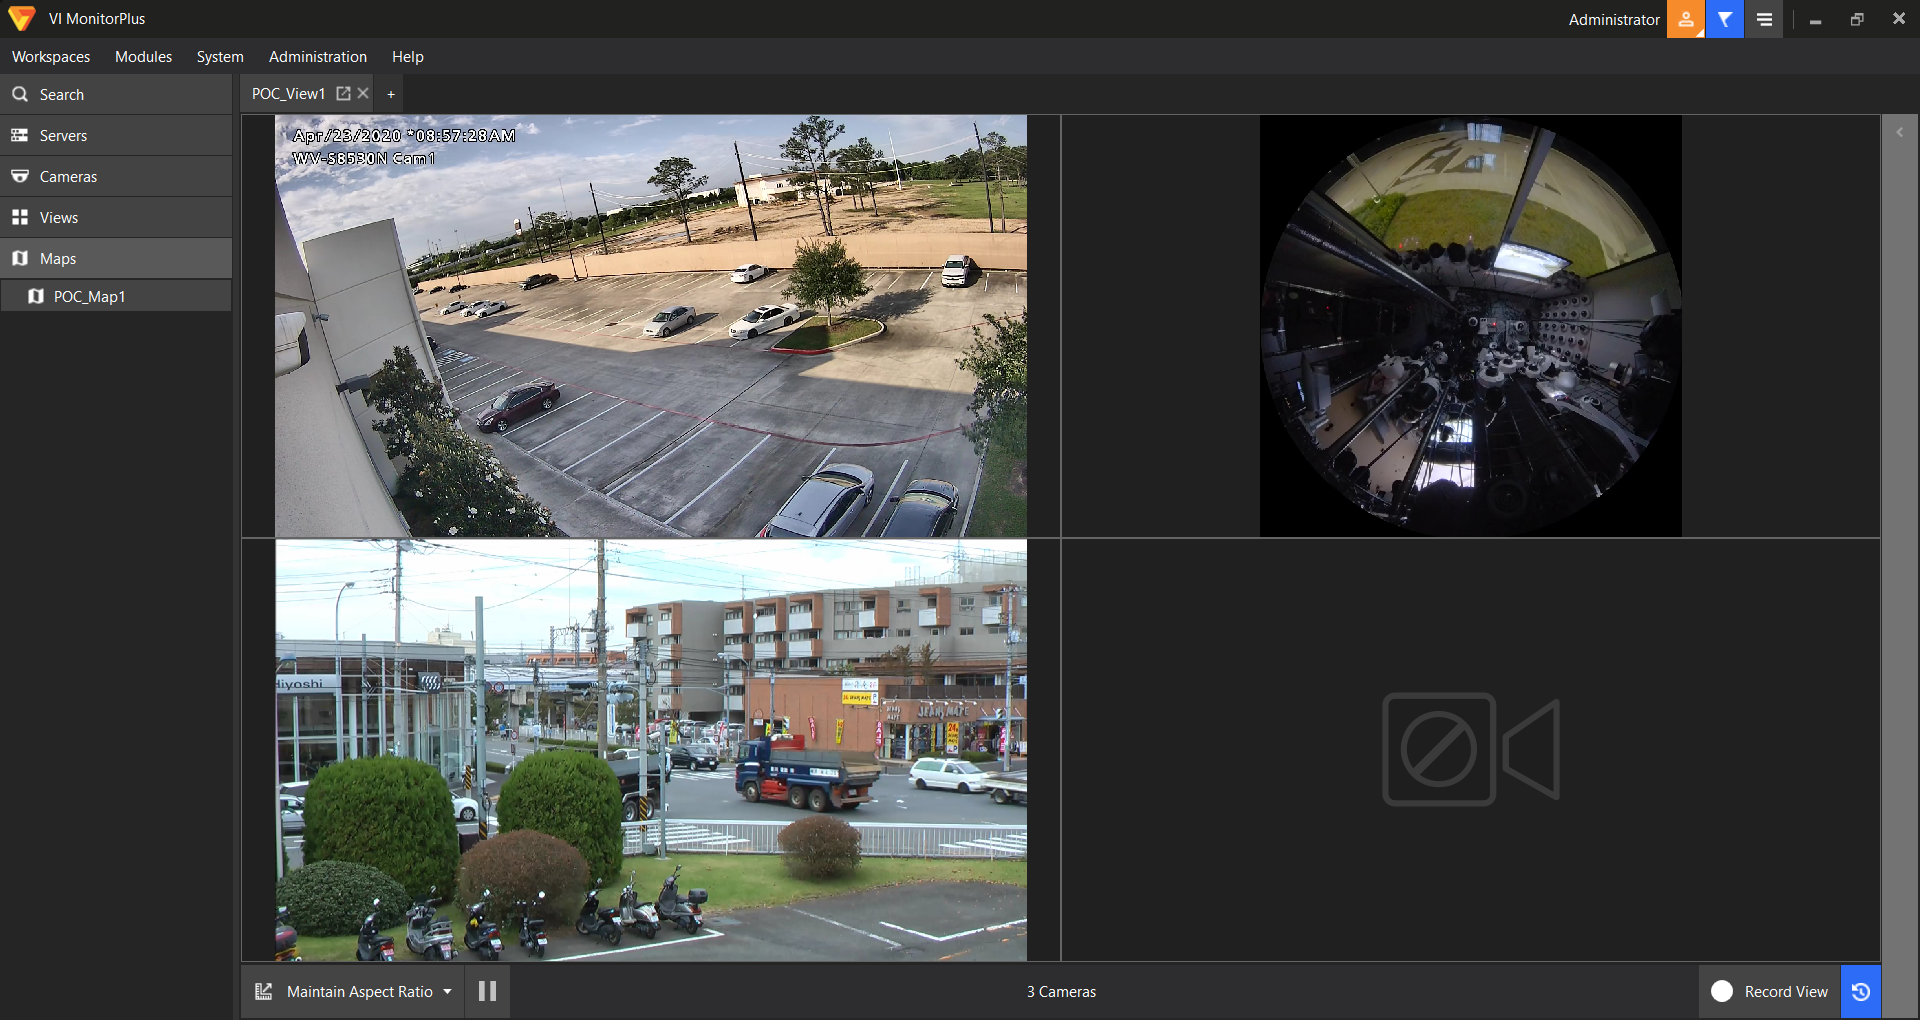 VI MonitorPlus
Administrator
Workspaces
Modules
System
Administration
Help
Search
Servers
Cameras
Views
Maps
POC_Map1
POC_View1
+
Apr/23/2020 *08:57:28AM
WV-S8530N Cam1
Hiyoshi
JEANS MATE
Maintain Aspect Ratio
3 Cameras
Record View